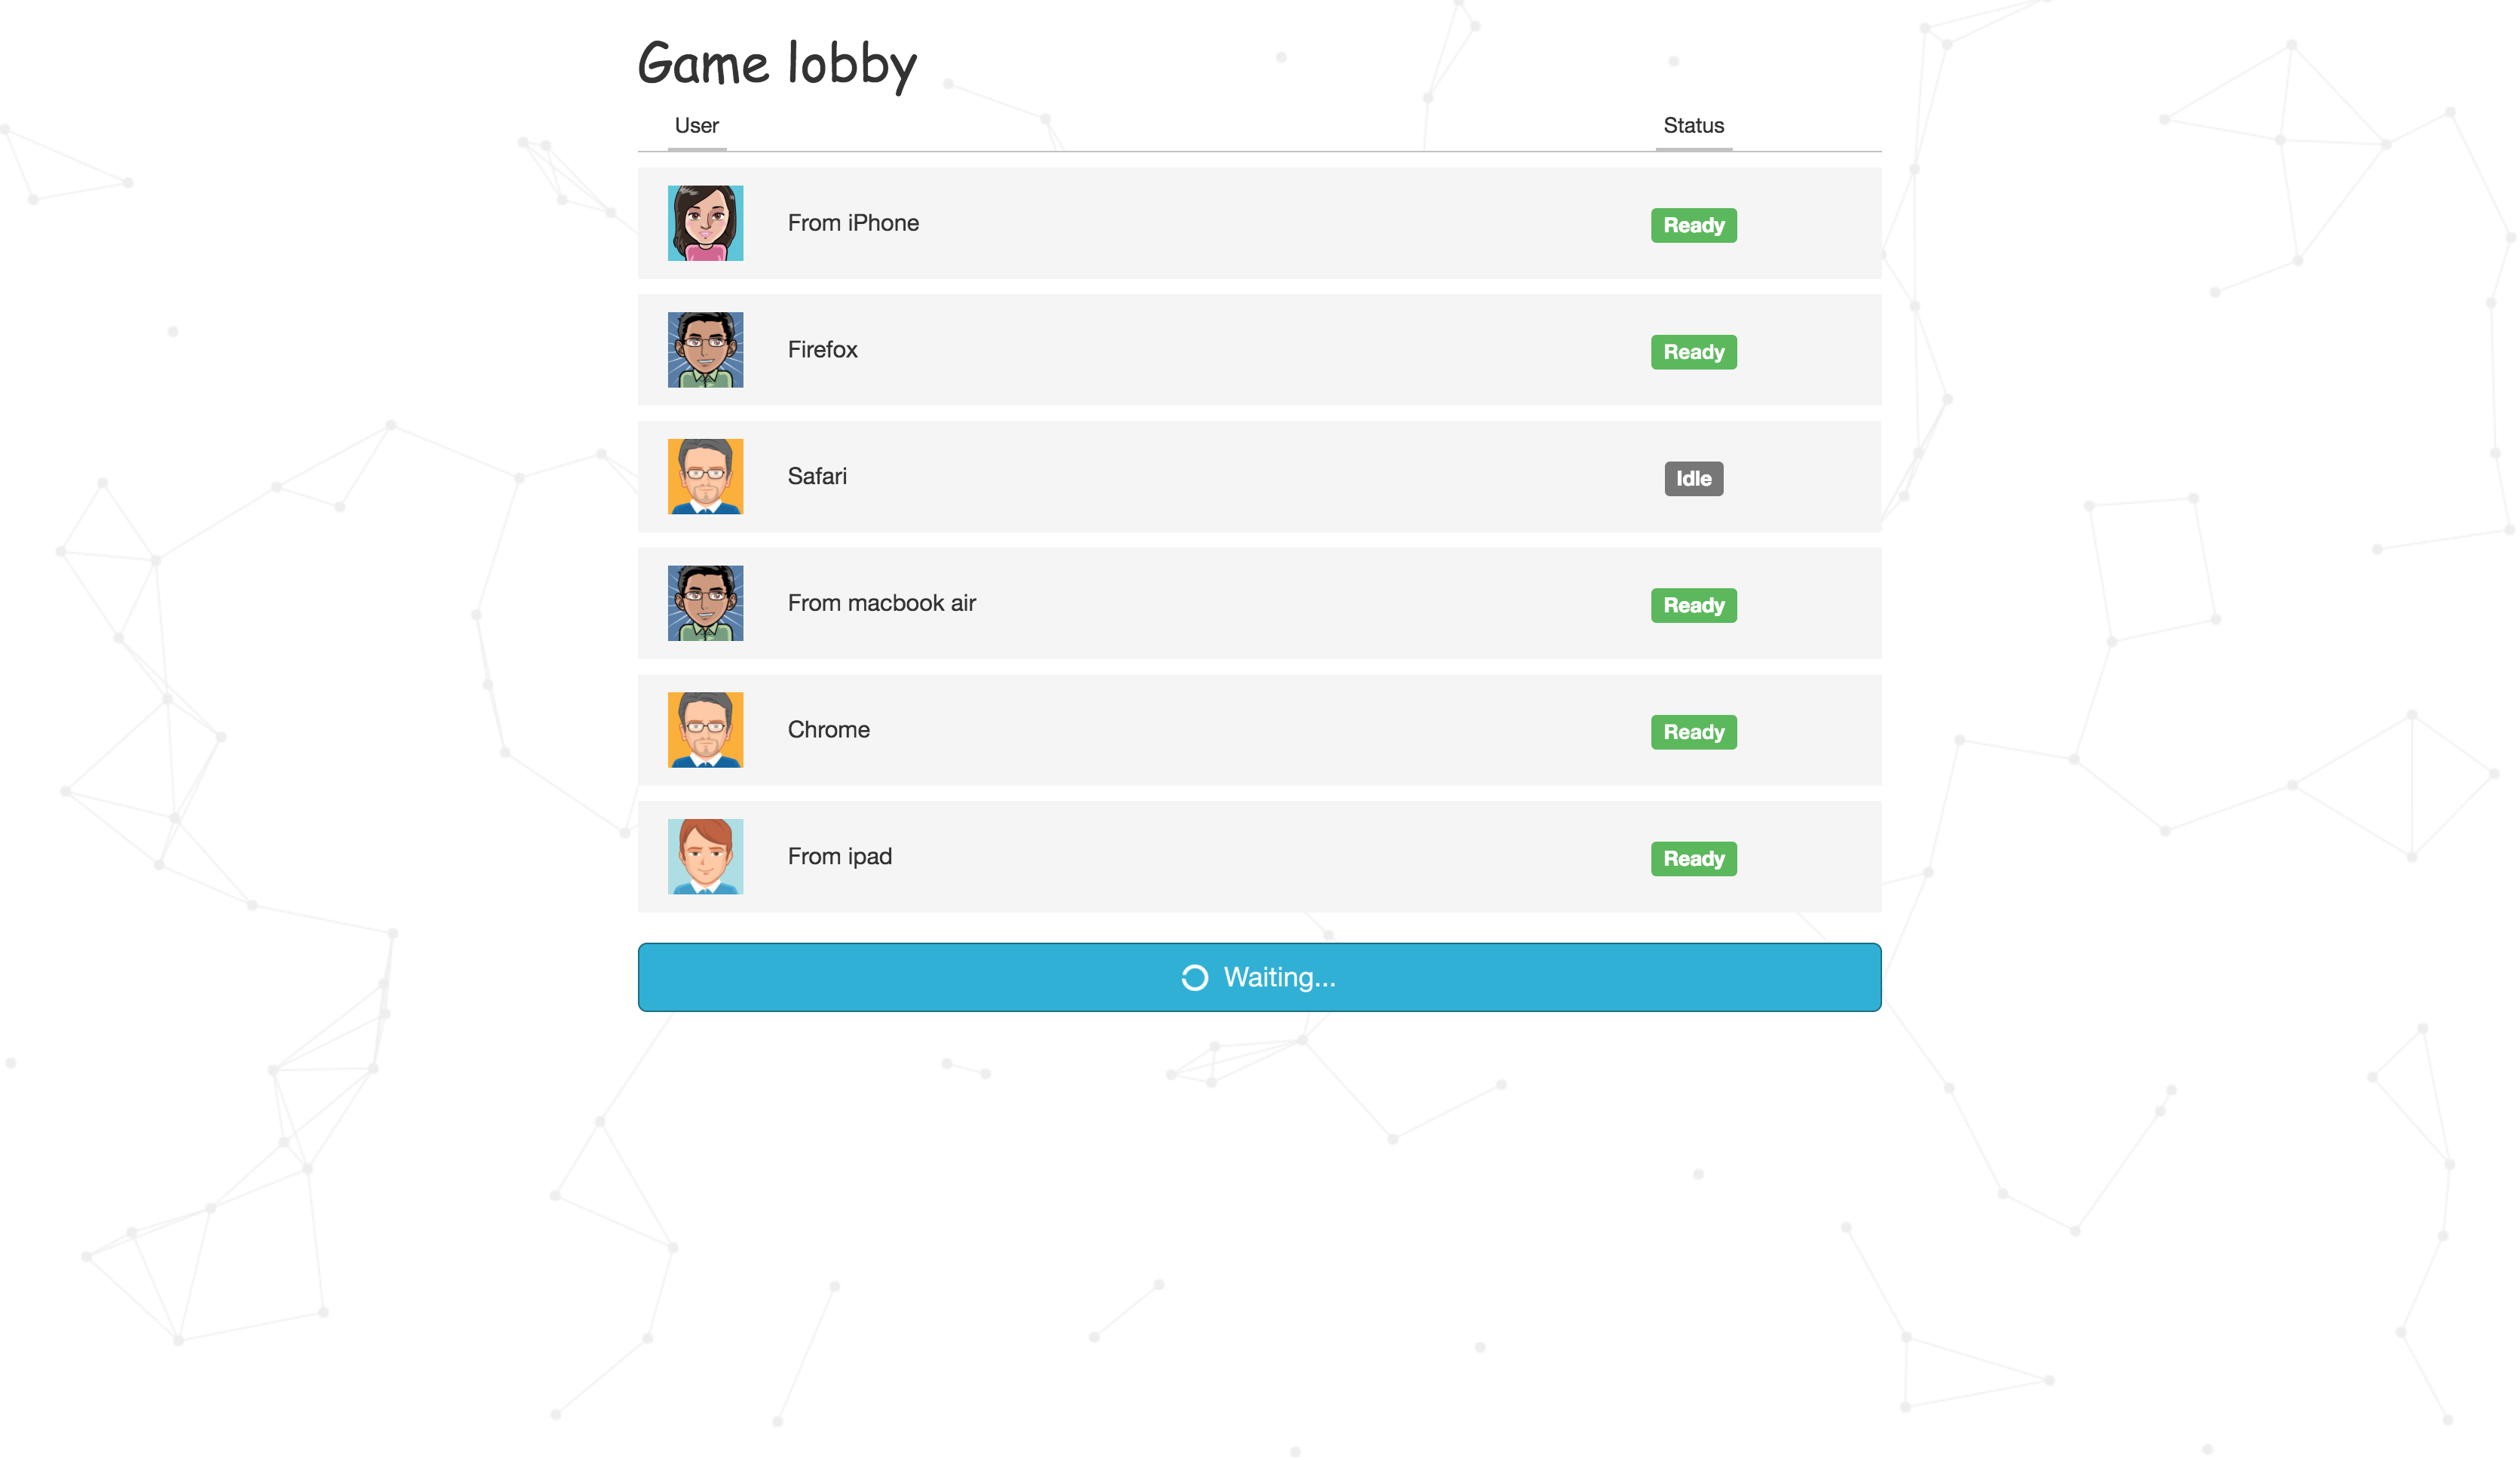 Game lobby
User Status
From iPhone Ready
Firefox Ready
Safari Idle
From macbook air Ready
Chrome Ready
From ipad Ready
Waiting...